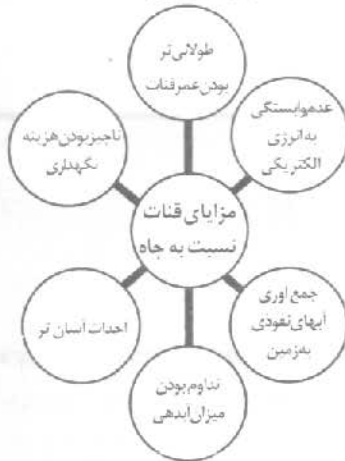 مزایای قنات
نسبت به چاه
طولانی‌تر
بودن عمر قنات
عدم وابستگی
به انرژی
الکتریکی
جمع آوری
آبهای نفوذی
به زمین
تداوم بودن
میزان آبدهی
احداث آسان تر
ناچیز بودن هزینه
نگهداری